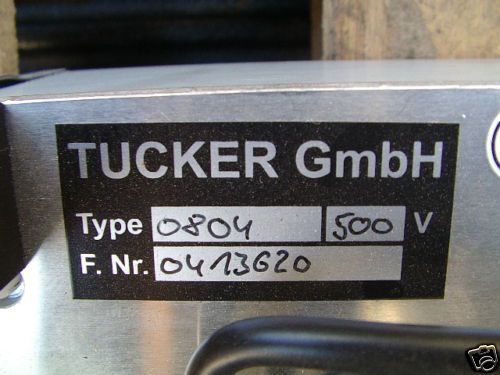 TUCKER GmbH
Type 0804 500 V
F. Nr. 0413620